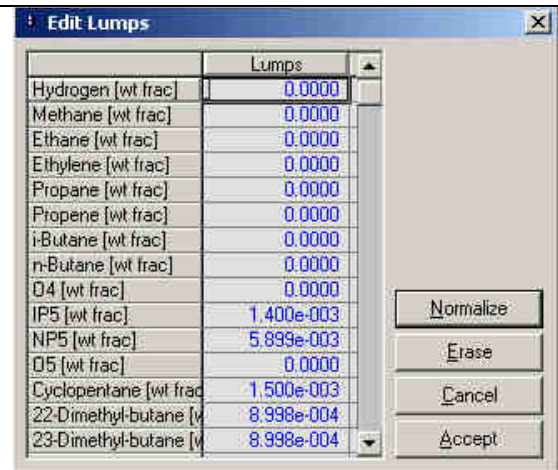 Edit Lumps
Lumps
Hydrogen [wt frac] 0.0000
Methane [wt frac] 0.0000
Ethane [wt frac] 0.0000
Ethylene [wt frac] 0.0000
Propane [wt frac] 0.0000
Propene [wt frac] 0.0000
i-Butane [wt frac] 0.0000
n-Butane [wt frac] 0.0000
O4 [wt frac] 0.0000
IP5 [wt frac] 1.400e-003
NP5 [wt frac] 5.899e-003
O5 [wt frac] 0.0000
Cyclopentane [wt frac 1.500e-003
22-Dimethyl-butane [w 8.998e-004
23-Dimethyl-butane [w 8.998e-004
Normalize
Erase
Cancel
Accept